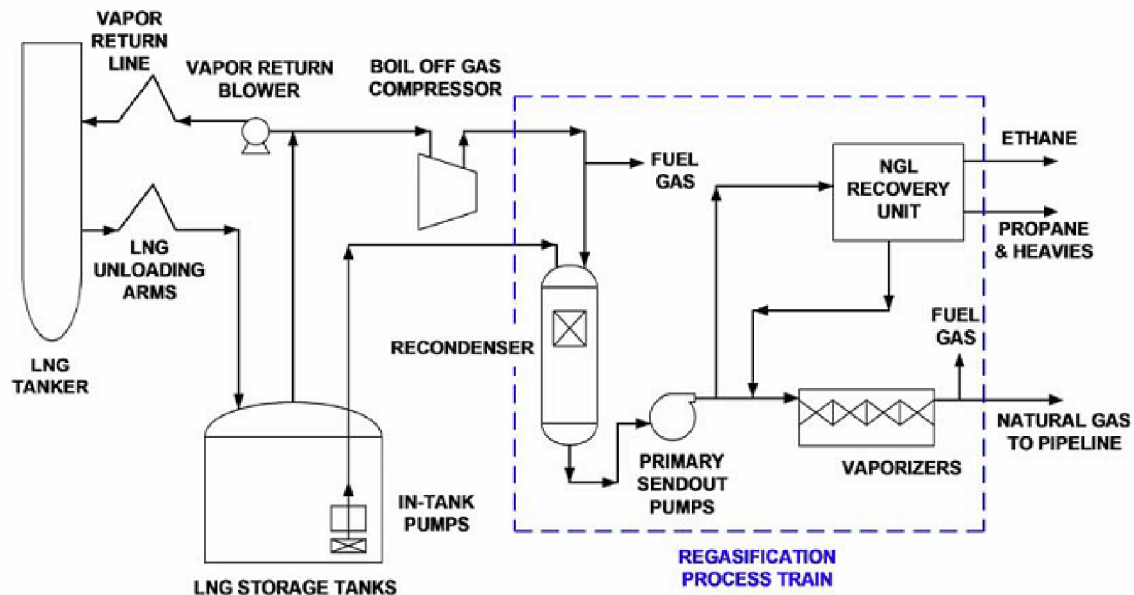 VAPOR
RETURN
LINE
VAPOR RETURN
BLOWER
BOIL OFF GAS
COMPRESSOR
ETHANE
FUEL
GAS
NGL
RECOVERY
UNIT
PROPANE
& HEAVIES
LNG
UNLOADING
ARMS
FUEL
GAS
RECONDENSER
LNG
TANKER
NATURAL GAS
TO PIPELINE
PRIMARY
SENDOUT
PUMPS
VAPORIZERS
IN-TANK
PUMPS
LNG STORAGE TANKS
REGASIFICATION
PROCESS TRAIN